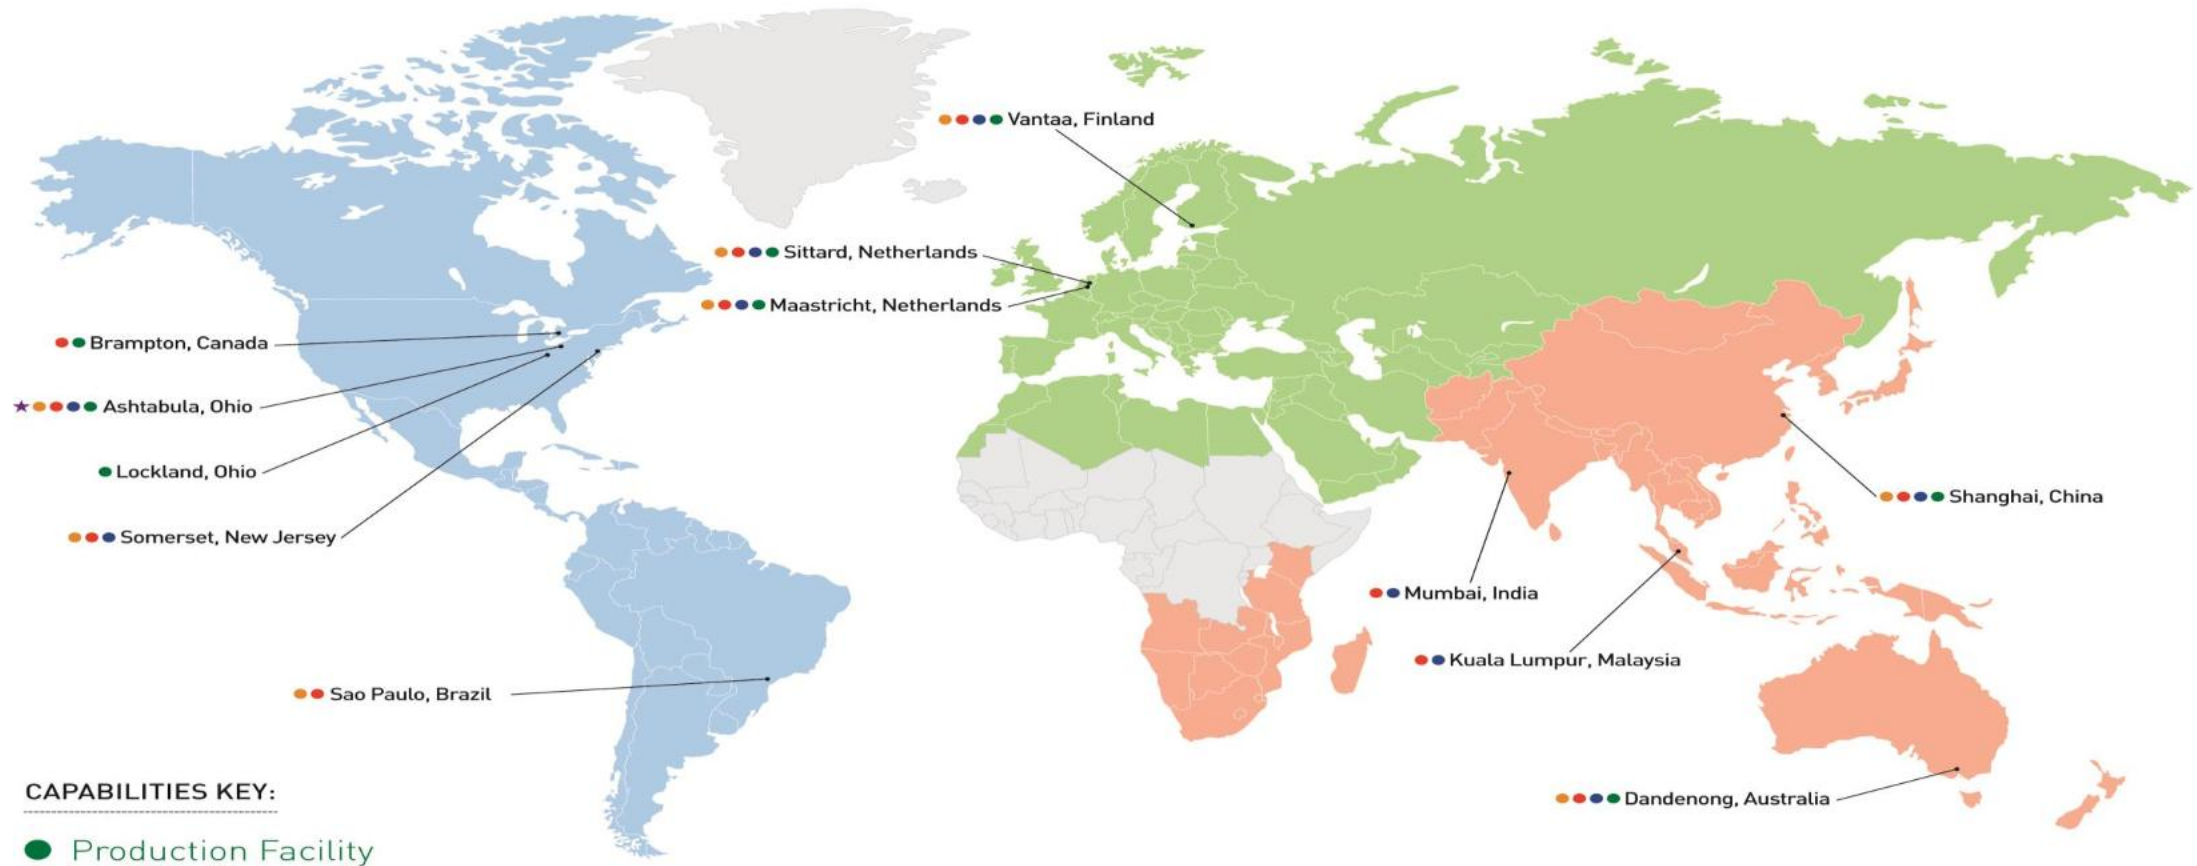 Vantaa, Finland
Sittard, Netherlands
Maastricht, Netherlands
Brampton, Canada
Ashtabula, Ohio
Lockland, Ohio
Somerset, New Jersey
Sao Paulo, Brazil
Shanghai, China
Mumbai, India
Kuala Lumpur, Malaysia
Dandenong, Australia
CAPABILITIES KEY:
Production Facility